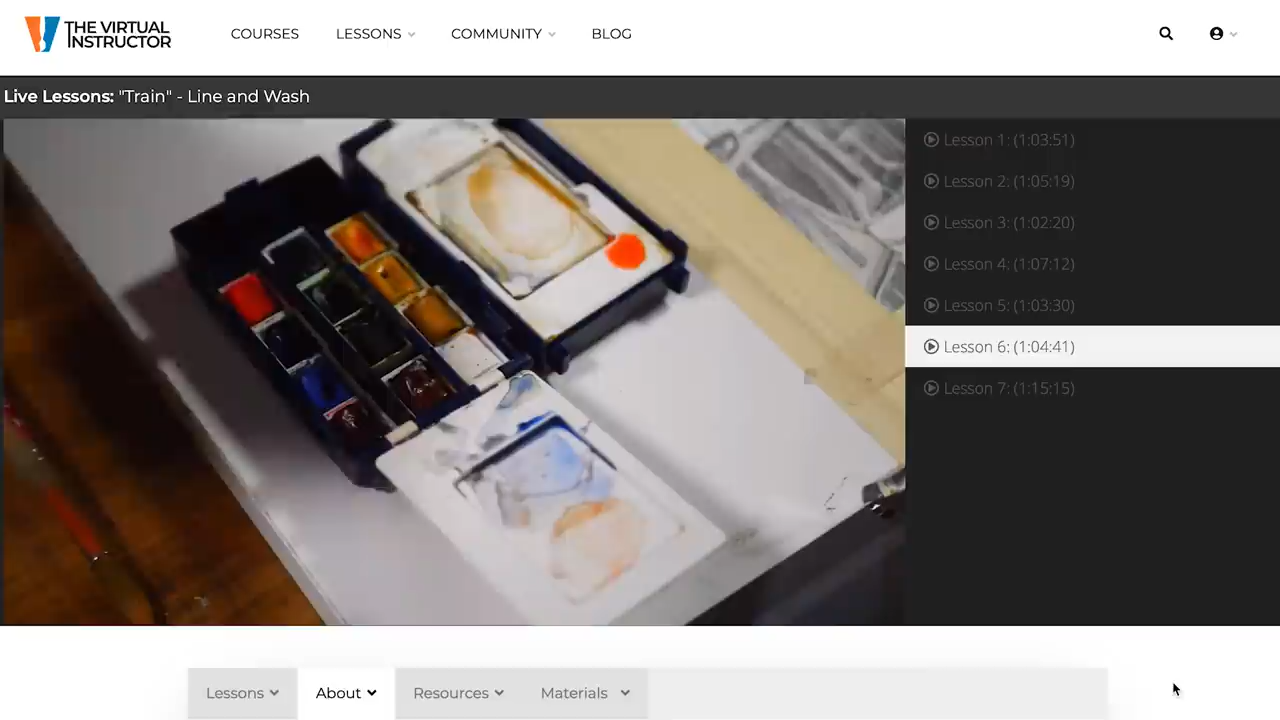 THE VIRTUAL
INSTRUCTOR
COURSES
LESSONS
COMMUNITY
BLOG
Live Lessons: "Train" - Line and Wash
Lesson 1: (1:03:51)
Lesson 2: (1:05:19)
Lesson 3: (1:02:20)
Lesson 4: (1:07:12)
Lesson 5: (1:03:30)
Lesson 6: (1:04:41)
Lesson 7: (1:15:15)
Lessons
About
Resources
Materials